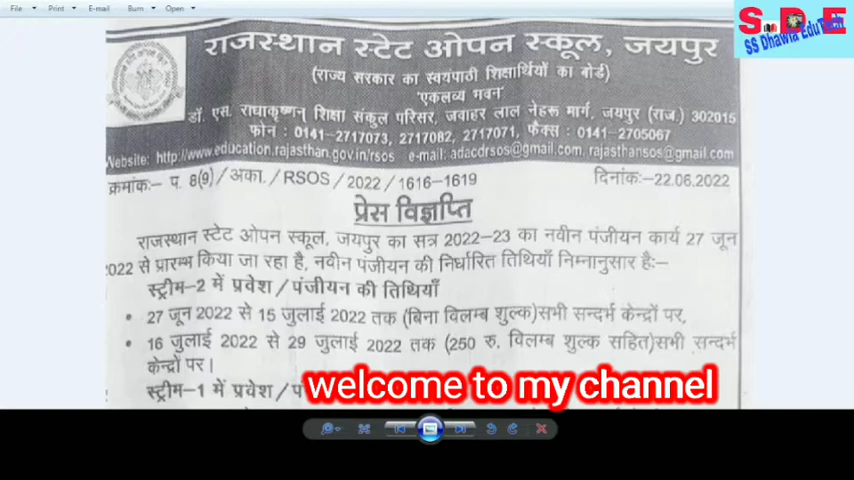 File Print E-mail Burn Open
S D E
SS Dhawla EduTech
राजस्थान स्टेट ओपन स्कूल, जयपुर
(राज्य सरकार का स्वयंपाठी शिक्षार्थियों का बोर्ड)
'एकलव्य भवन'
डॉ. एस. राधाकृष्णन् शिक्षा संकुल परिसर, जवाहर लाल नेहरू मार्ग, जयपुर (राज.) 302015
फोन : 0141-2717073, 2717082, 2717071, फैक्स : 0141-2705067
Website: http://www.education.rajasthan.gov.in/rsos e-mail: adacdrsos@gmail.com, rajasthansos@gmail.com
क्रमांकः- प. 8(9)/अका./RSOS/2022/1616-1619 दिनांकः-22.06.2022
प्रेस विज्ञप्ति
राजस्थान स्टेट ओपन स्कूल, जयपुर का सत्र 2022-23 का नवीन पंजीयन कार्य 27 जून
2022 से प्रारम्भ किया जा रहा है, नवीन पंजीयन की निर्धारित तिथियाँ निम्नानुसार हैः-
स्ट्रीम-2 में प्रवेश/पंजीयन की तिथियाँ
• 27 जून 2022 से 15 जुलाई 2022 तक (बिना विलम्ब शुल्क)सभी सन्दर्भ केन्द्रों पर,
• 16 जुलाई 2022 से 29 जुलाई 2022 तक (250 रु. विलम्ब शुल्क सहित)सभी सन्दर्भ
केन्द्रों पर।
स्ट्रीम-1 में प्रवेश/
welcome to my channel